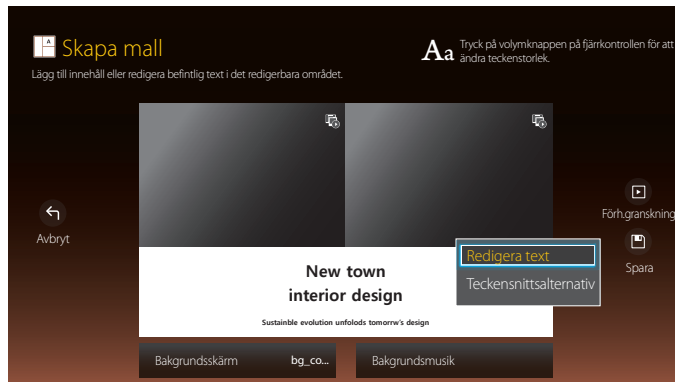 Skapa mall
Lägg till innehåll eller redigera befintlig text i det redigerbara området.
Aa
Tryck på volymknappen på fjärrkontrollen för att
ändra teckenstorlek.
Avbryt
New town
interior design
Sustainble evolution unfolods tomorrw's design
Redigera text
Teckensnittsalternativ
Förh.granskning
Spara
Bakgrundsskärm bg_co...
Bakgrundsmusik